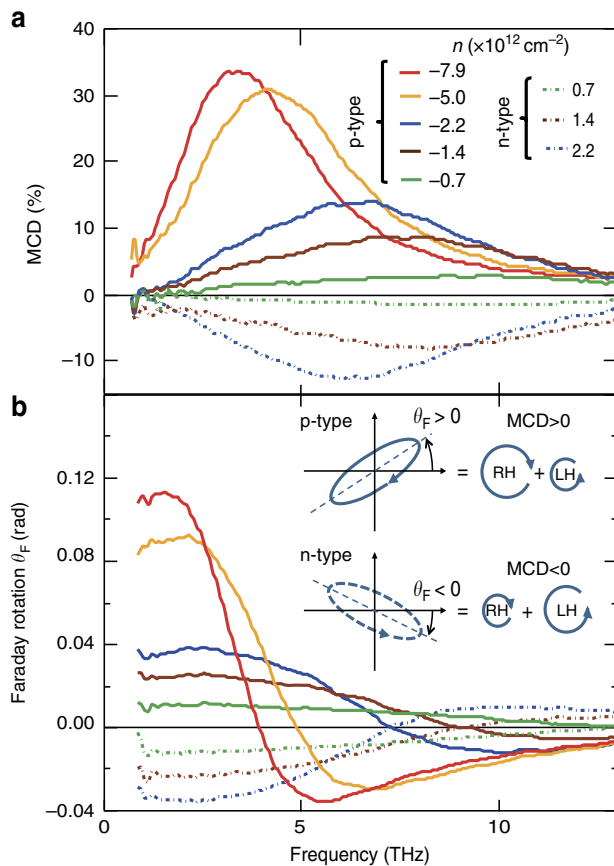 a
40
30
20
10
0
−10
MCD (%)
n (×10¹² cm⁻²)
p-type
−7.9
−5.0
−2.2
−1.4
−0.7
n-type
0.7
1.4
2.2
0
5
10
b
0.12
0.08
0.04
0.00
−0.04
Faraday rotation θF (rad)
p-type
θF > 0
MCD>0
= RH + LH
n-type
θF < 0
MCD<0
= RH + LH
0
5
10
Frequency (THz)